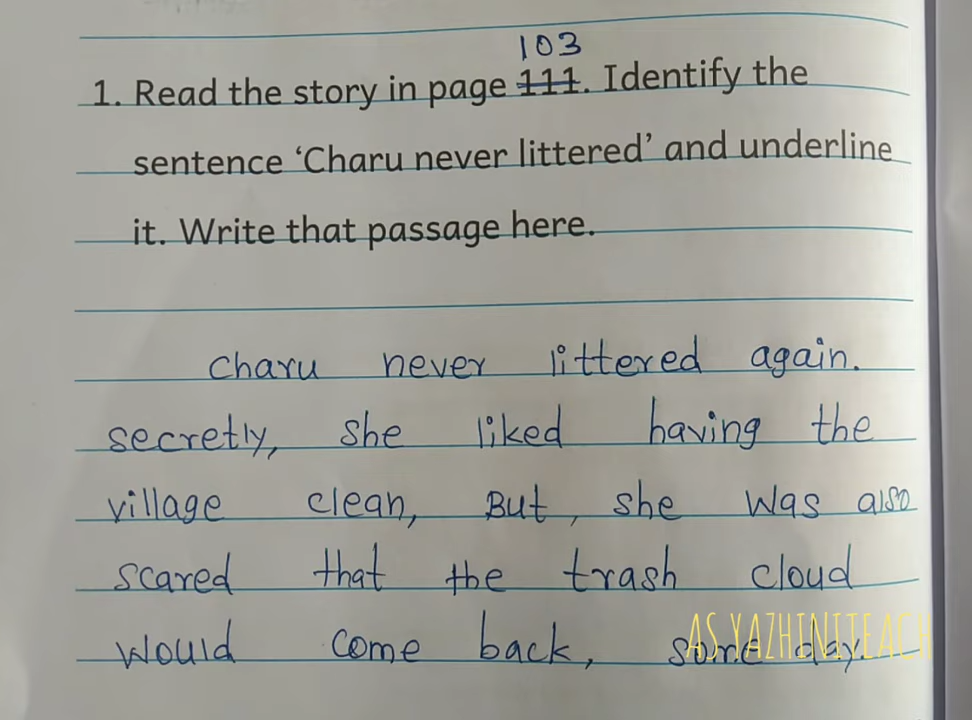 103
1. Read the story in page 111. Identify the
sentence ‘Charu never littered’ and underline
it. Write that passage here.
charu never littered again.
secretly, she liked having the
village clean, But, she was also
scared that the trash cloud
would come back, some day.
AS YAZHINITEACH